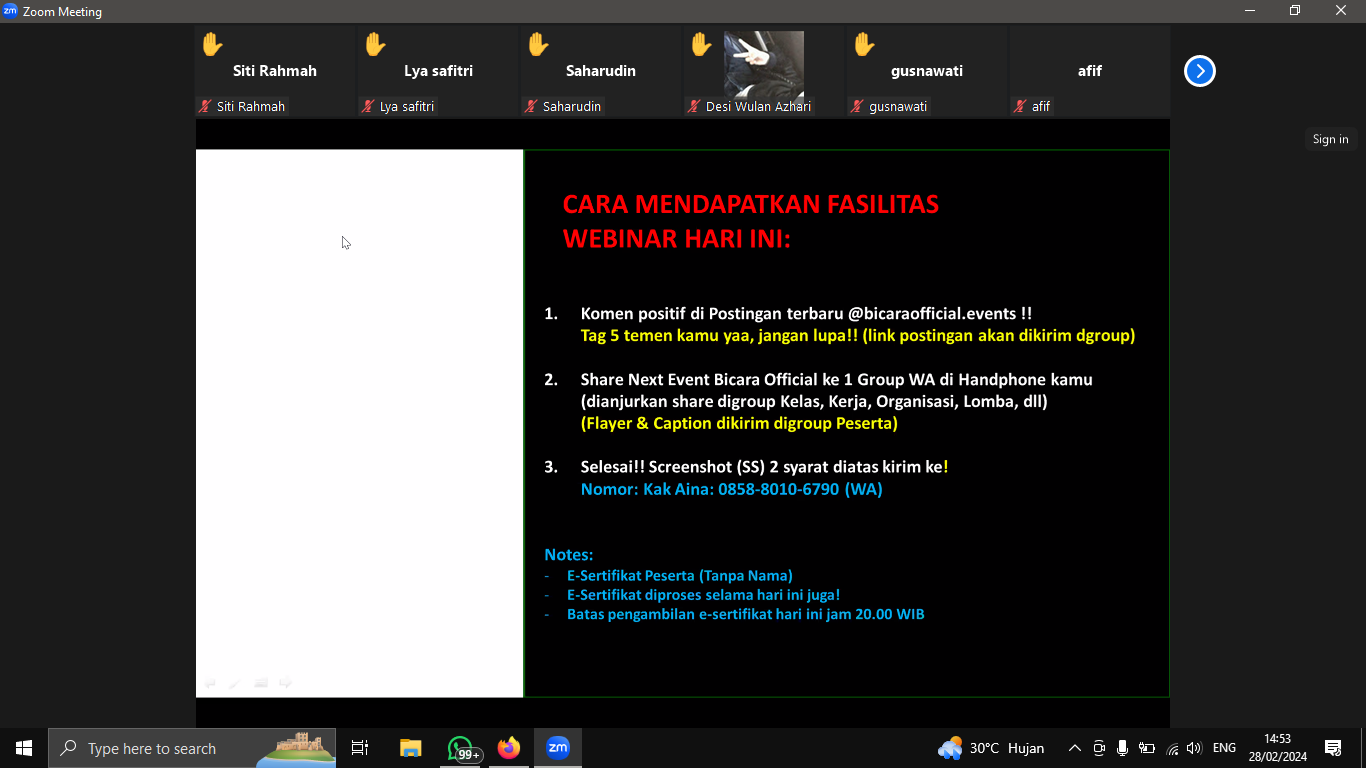 Zoom Meeting
Siti Rahmah
Lya safitri
Saharudin
gusnawati
afif
Siti Rahmah
Lya safitri
Saharudin
Desi Wulan Azhari
gusnawati
afif
Sign in
CARA MENDAPATKAN FASILITAS
WEBINAR HARI INI:
1. Komen positif di Postingan terbaru @bicaraofficial.events !!
Tag 5 temen kamu yaa, jangan lupa!! (link postingan akan dikirim dgroup)
2. Share Next Event Bicara Official ke 1 Group WA di Handphone kamu
(dianjurkan share digroup Kelas, Kerja, Organisasi, Lomba, dll)
(Flayer & Caption dikirim digroup Peserta)
3. Selesai!! Screenshot (SS) 2 syarat diatas kirim ke!
Nomor: Kak Aina: 0858-8010-6790 (WA)
Notes:
- E-Sertifikat Peserta (Tanpa Nama)
- E-Sertifikat diproses selama hari ini juga!
- Batas pengambilan e-sertifikat hari ini jam 20.00 WIB
Type here to search
99+
zm
30°C Hujan
ENG
14:53
28/02/2024